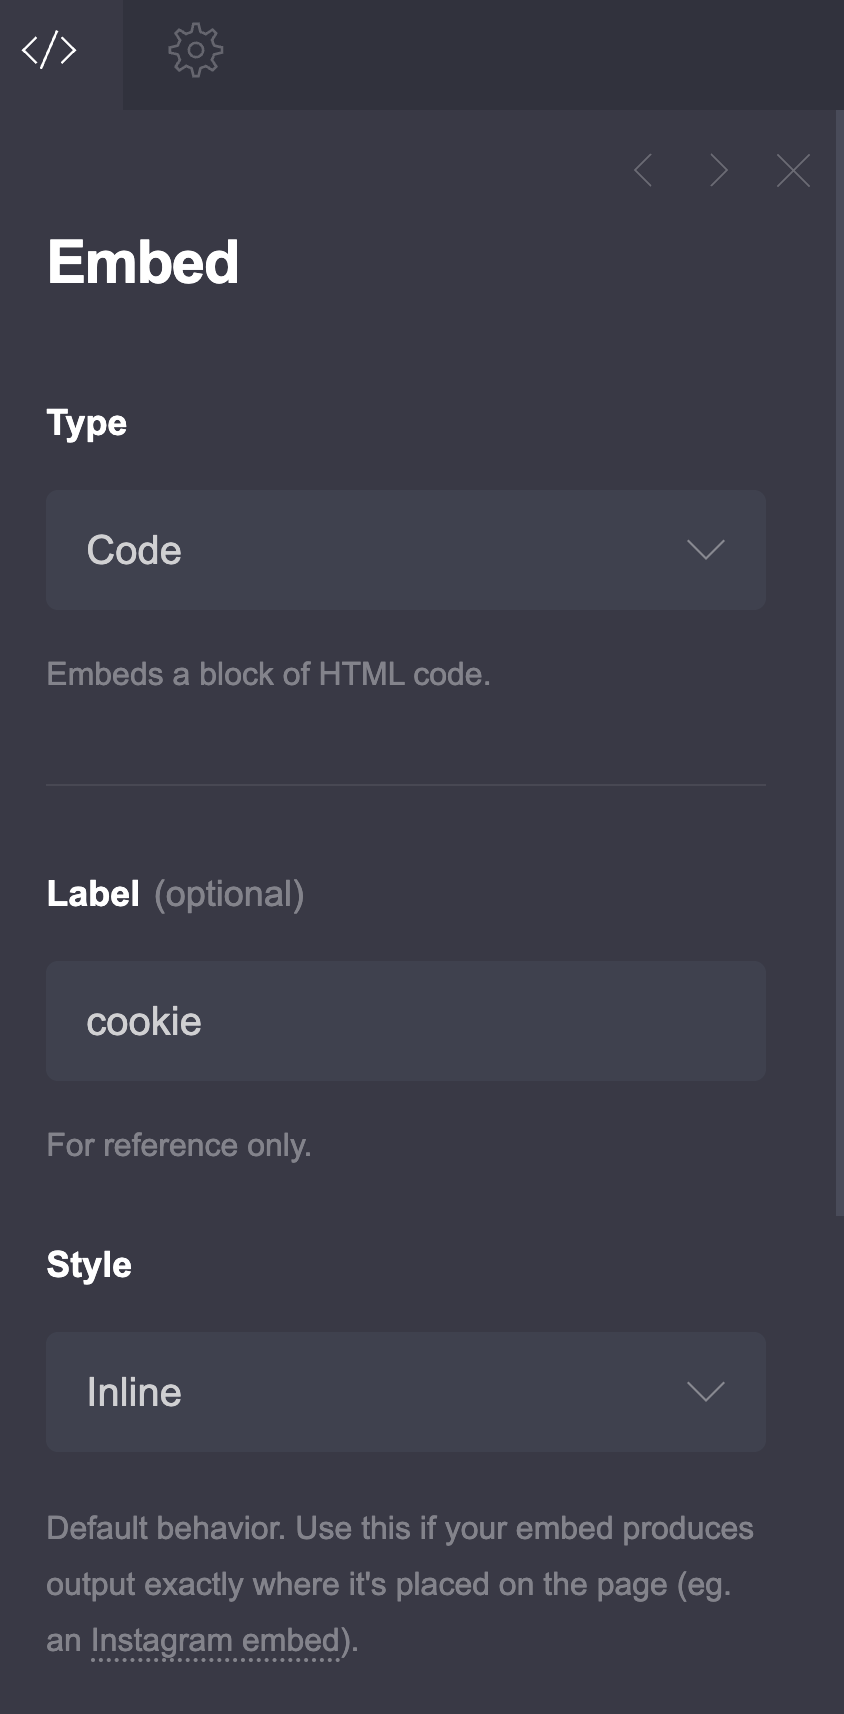 Embed
Type
Code
Embeds a block of HTML code.
Label (optional)
cookie
For reference only.
Style
Inline
Default behavior. Use this if your embed produces
output exactly where it's placed on the page (eg.
an Instagram embed).